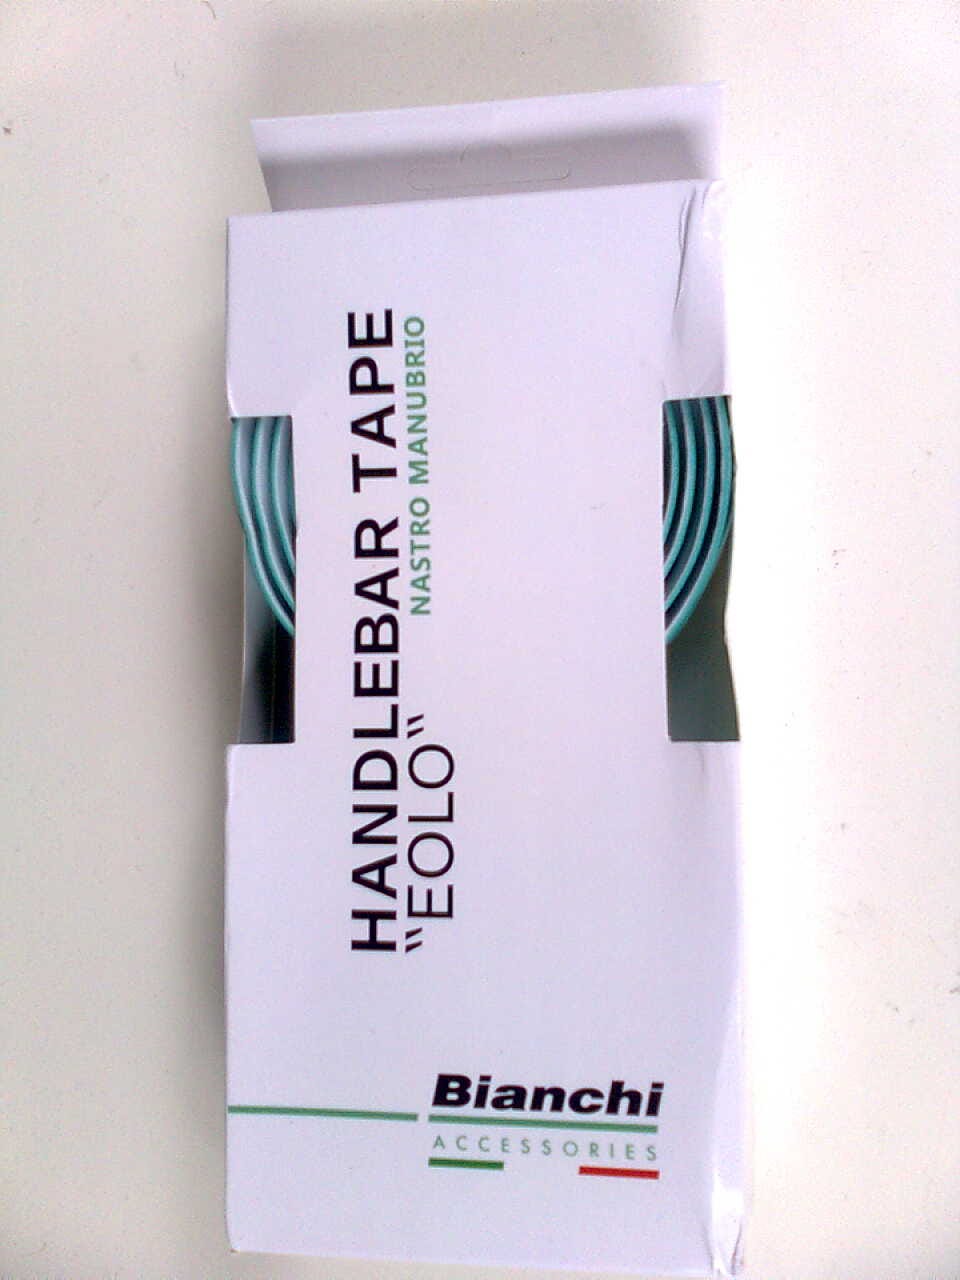 HANDLEBAR TAPE
"EOLO"
NASTRO MANUBRIO
Bianchi
ACCESSORIES